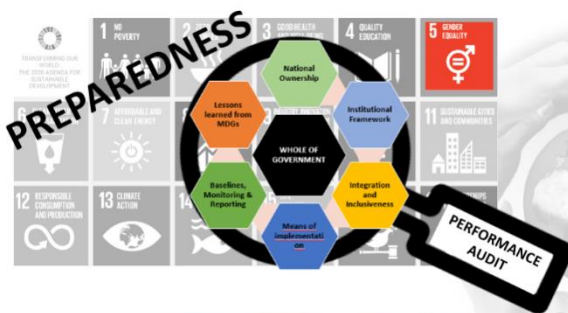 PREPAREDNESS
TRANSFORMING OUR
WORLD:
THE 2030 AGENDA FOR
SUSTAINABLE
DEVELOPMENT
1 NO
POVERTY
3 GOOD HEALTH
4 QUALITY
EDUCATION
5 GENDER
EQUALITY
6
7 AFFORDABLE AND
CLEAN ENERGY
11 SUSTAINABLE CITIES
AND COMMUNITIES
12 RESPONSIBLE
CONSUMPTION
AND PRODUCTION
13 CLIMATE
ACTION
14
National
Ownership
Lessons
learned from
MDGs
Institutional
Framework
WHOLE OF
GOVERNMENT
Baselines,
Monitoring &
Reporting
Integration
and
Inclusiveness
Means of
implementati
on
PERFORMANCE
AUDIT